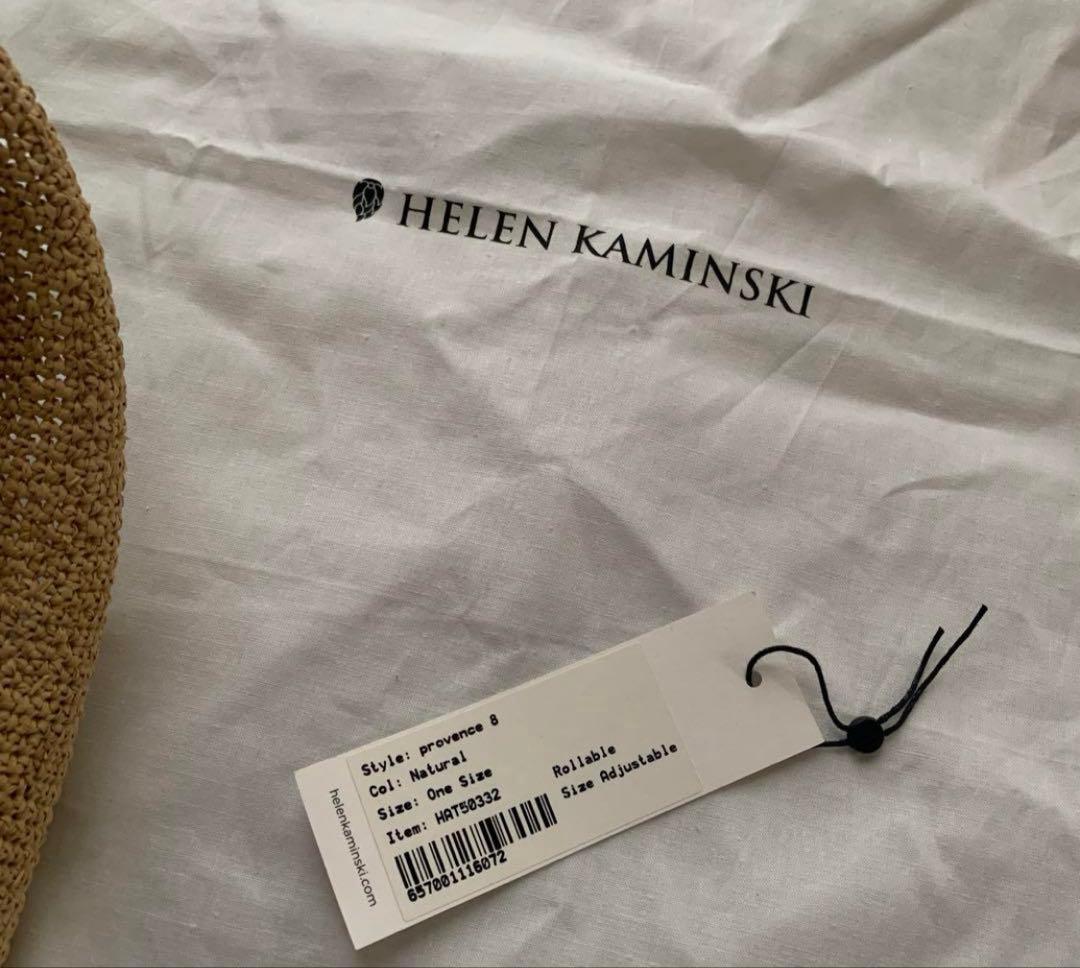 HELEN KAMINSKI
Style: provence 8
Col: Natural
Size: One Size
Item: HAT50332
Rollable
Size Adjustable
657001116072
helenkaminski.com